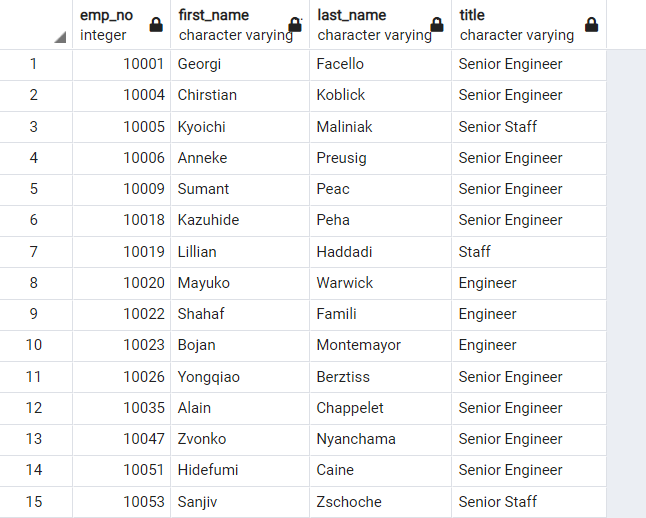 emp_no first_name last_name title
integer character varying character varying character varying
1 10001 Georgi Facello Senior Engineer
2 10004 Chirstian Koblick Senior Engineer
3 10005 Kyoichi Maliniak Senior Staff
4 10006 Anneke Preusig Senior Engineer
5 10009 Sumant Peac Senior Engineer
6 10018 Kazuhide Peha Senior Engineer
7 10019 Lillian Haddadi Staff
8 10020 Mayuko Warwick Engineer
9 10022 Shahaf Famili Engineer
10 10023 Bojan Montemayor Engineer
11 10026 Yongqiao Berztiss Senior Engineer
12 10035 Alain Chappelet Senior Engineer
13 10047 Zvonko Nyanchama Senior Engineer
14 10051 Hidefumi Caine Senior Engineer
15 10053 Sanjiv Zschoche Senior Staff